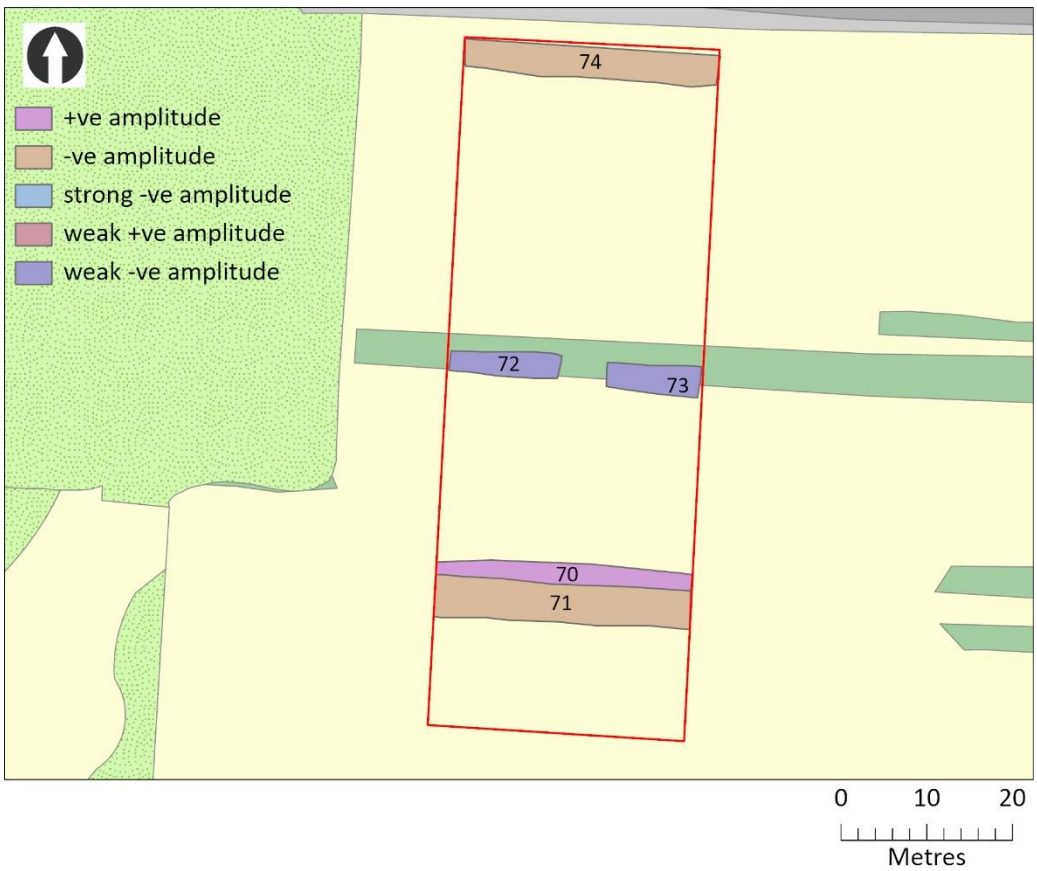 74
+ve amplitude
-ve amplitude
strong -ve amplitude
weak +ve amplitude
weak -ve amplitude
72
73
70
71
0 10 20
Metres